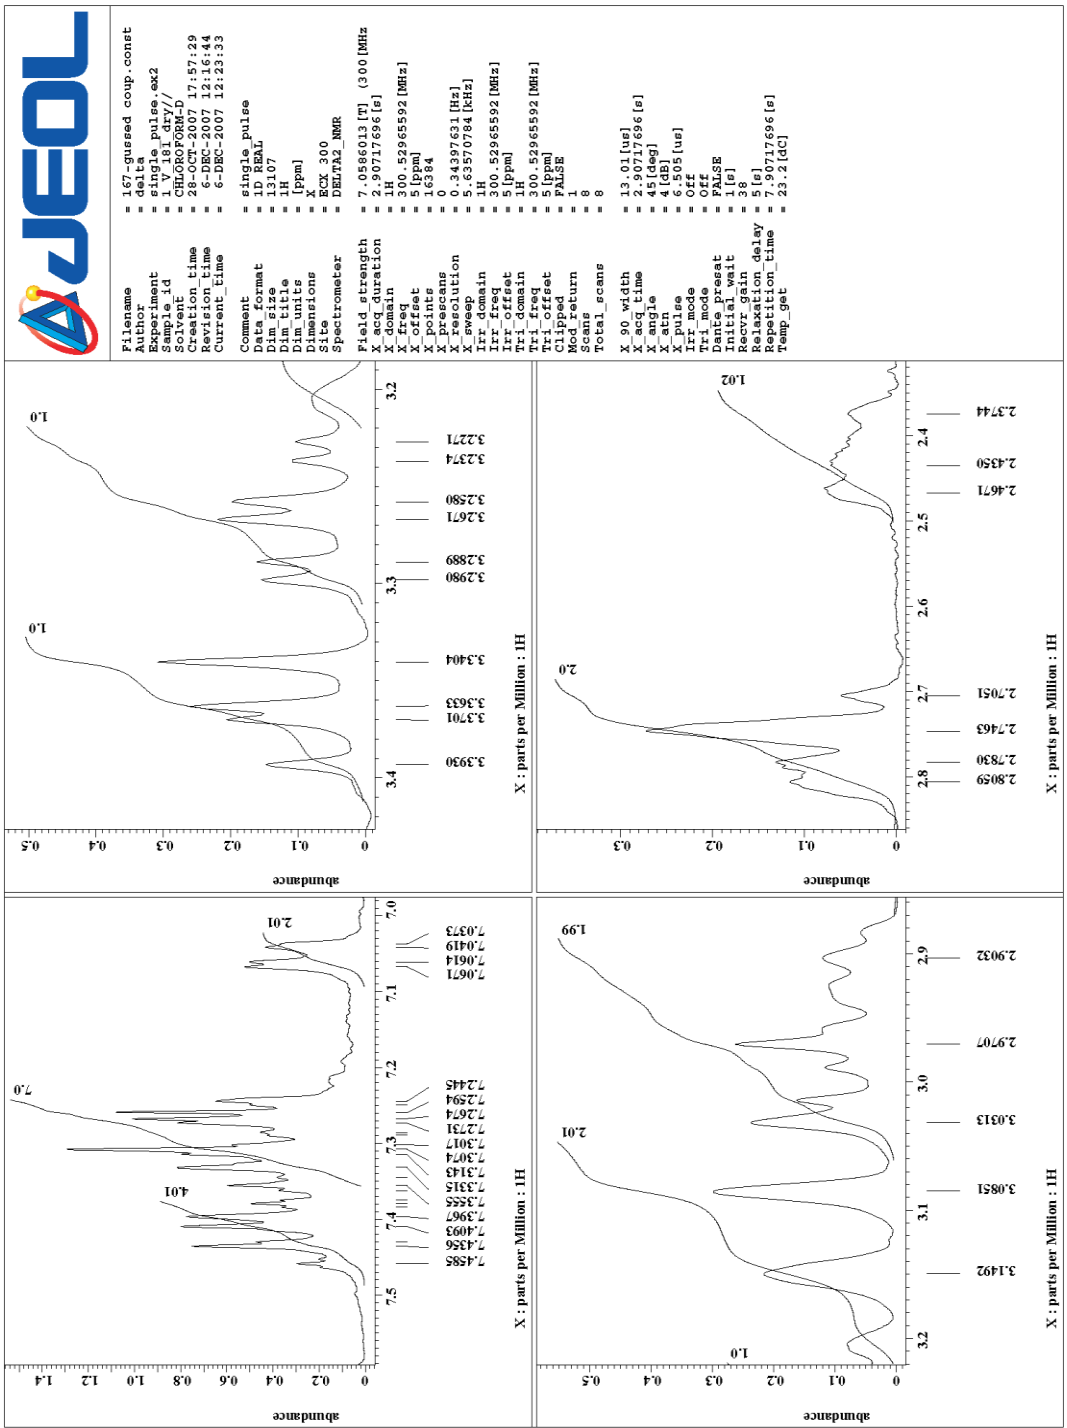 JEOL
Filename = 167-gussed coup.const
Author = delta
Experiment = single_pulse.ex2
Sample_id = 1 V 181 dry//
Solvent = CHLOROFORM-D
Creation_time = 28-OCT-2007 17:57:29
Revision_time = 6-DEC-2007 12:16:44
Current_time = 6-DEC-2007 12:23:33
Comment = single_pulse
Data_format = 1D REAL
Dim_size = 13107
Dim_title = 1H
Dim_units = [ppm]
Dimensions = X
Site = ECX 300
Spectrometer = DELTA2_NMR
Field_strength = 7.0586013[T] (300[MHz
X_acq_duration = 2.90717696[s]
X_domain = 1H
X_freq = 300.52965592[MHz]
X_offset = 5[ppm]
X_points = 16384
X_prescans = 0
X_resolution = 0.34397631[Hz]
X_sweep = 5.63570784[kHz]
Irr_domain = 1H
Irr_freq = 300.52965592[MHz]
Irr_offset = 5[ppm]
Tri_domain = 1H
Tri_freq = 300.52965592[MHz]
Tri_offset = 5[ppm]
Clipped = FALSE
Mod_return = 1
Scans = 8
Total_scans = 8
X_90_width = 13.01[us]
X_acq_time = 2.90717696[s]
X_angle = 45[deg]
X_atn = 4[dB]
X_pulse = 6.505[us]
Irr_mode = Off
Tri_mode = Off
Dante_presat = FALSE
Initial_wait = 1[s]
Recvr_gain = 38
Relaxation_delay = 5[s]
Repetition_time = 7.90717696[s]
Temp_get = 23.2[dC]
abundance
0 0.2 0.4 0.6 0.8 1.0 1.2 1.4
4.01
7.0
2.01
7.5 7.4 7.3 7.2 7.1 7.0
7.4585
7.4356
7.4093
7.3967
7.3555
7.3315
7.3143
7.3074
7.3017
7.2731
7.2674
7.2594
7.2445
7.0671
7.0614
7.0419
7.0373
X : parts per Million : 1H
abundance
0 0.1 0.2 0.3 0.4 0.5
1.0
1.0
3.4 3.3 3.2
3.3930
3.3701
3.3633
3.3404
3.2980
3.2889
3.2671
3.2580
3.2374
3.2271
X : parts per Million : 1H
abundance
0 0.1 0.2 0.3 0.4 0.5
1.0
2.01
1.99
3.2 3.1 3.0 2.9
3.1492
3.0851
3.0313
2.9707
2.9032
X : parts per Million : 1H
abundance
0 0.1 0.2 0.3
2.0
1.02
2.8 2.7 2.6 2.5 2.4
2.8059
2.7830
2.7463
2.7051
2.4671
2.4350
2.3744
X : parts per Million : 1H